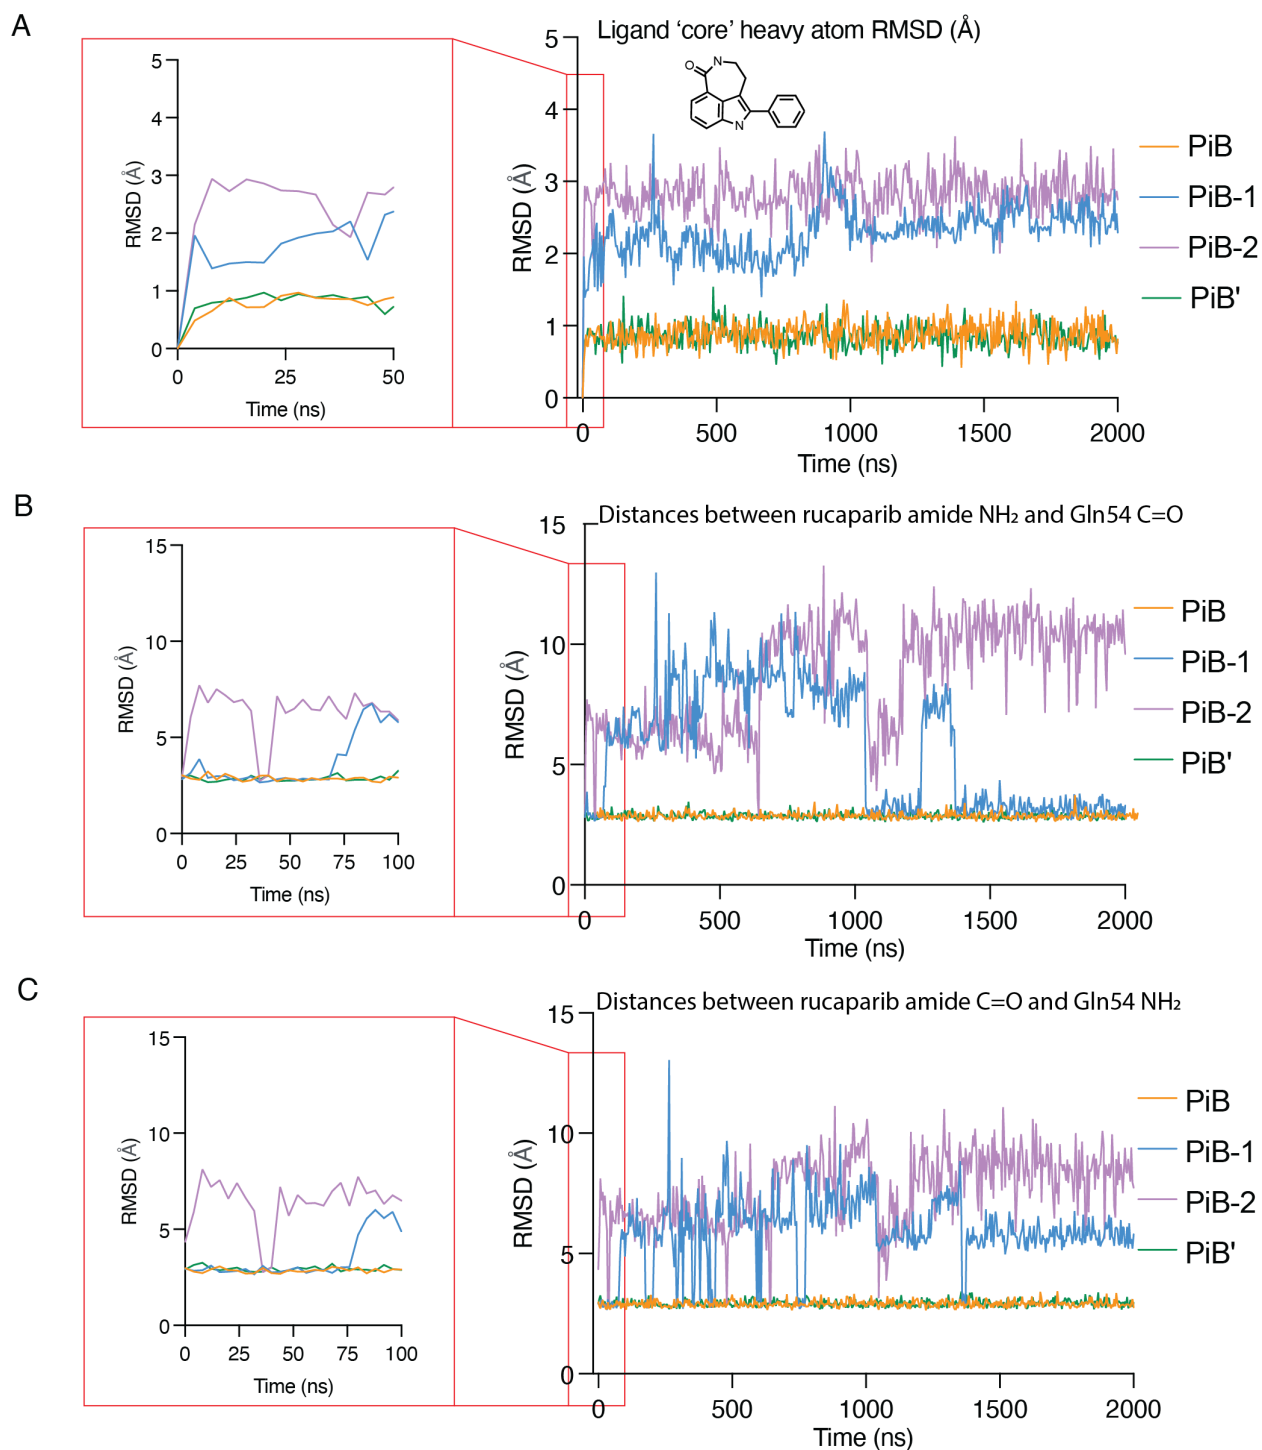 A
Ligand ‘core’ heavy atom RMSD (Å)
5
4
3
2
1
0
RMSD (Å)
0
25
50
Time (ns)
5
4
3
2
1
0
RMSD (Å)
O
N
N
0
500
1000
1500
2000
Time (ns)
PiB
PiB-1
PiB-2
PiB'
B
Distances between rucaparib amide NH₂ and Gln54 C=O
15
10
5
0
RMSD (Å)
0
25
50
75
100
Time (ns)
15
10
5
0
RMSD (Å)
0
500
1000
1500
2000
Time (ns)
PiB
PiB-1
PiB-2
PiB'
C
Distances between rucaparib amide C=O and Gln54 NH₂
15
10
5
0
RMSD (Å)
0
25
50
75
100
Time (ns)
15
10
5
0
RMSD (Å)
0
500
1000
1500
2000
Time (ns)
PiB
PiB-1
PiB-2
PiB'